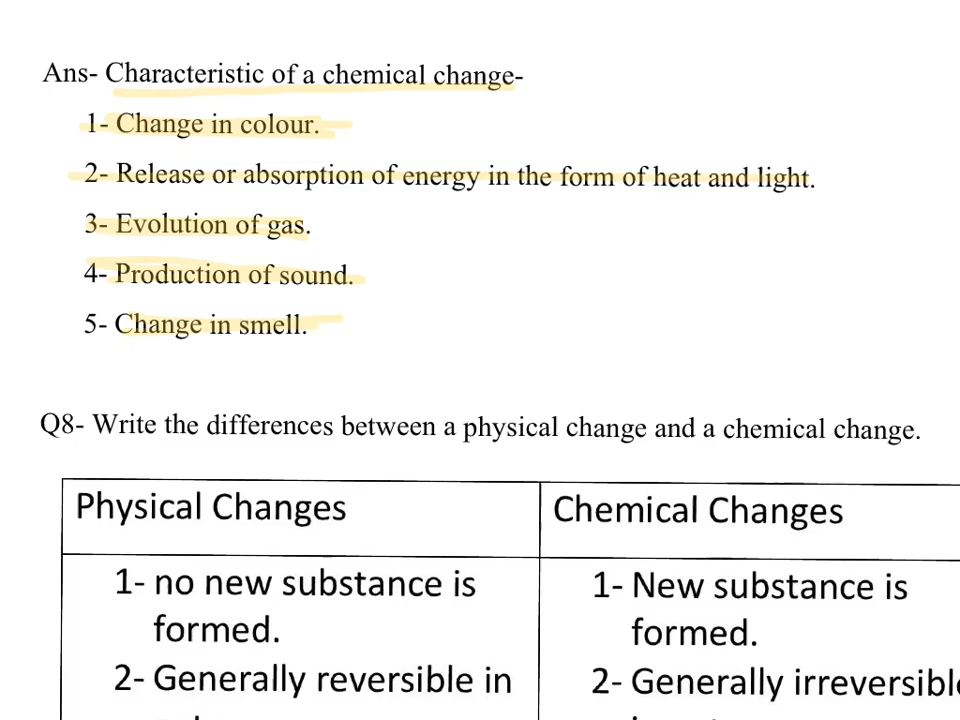 Ans- Characteristic of a chemical change-
1- Change in colour.
2- Release or absorption of energy in the form of heat and light.
3- Evolution of gas.
4- Production of sound.
5- Change in smell.
Q8- Write the differences between a physical change and a chemical change.
Physical Changes
1- no new substance is
formed.
2- Generally reversible in
Chemical Changes
1- New substance is
formed.
2- Generally irreversible